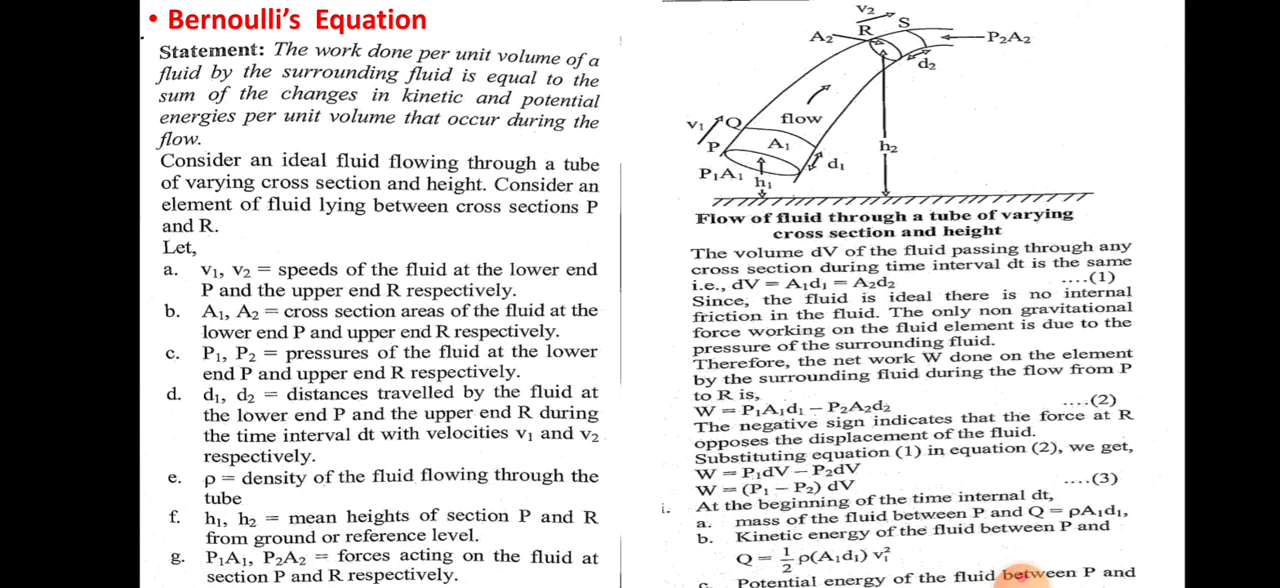 • Bernoulli's Equation
Statement: The work done per unit volume of a
fluid by the surrounding fluid is equal to the
sum of the changes in kinetic and potential
energies per unit volume that occur during the
flow.
Consider an ideal fluid flowing through a tube
of varying cross section and height. Consider an
element of fluid lying between cross sections P
and R.
Let,
a. v₁, v₂ = speeds of the fluid at the lower end
P and the upper end R respectively.
b. A₁, A₂ = cross section areas of the fluid at the
lower end P and upper end R respectively.
c. P₁, P₂ = pressures of the fluid at the lower
end P and upper end R respectively.
d. d₁, d₂ = distances travelled by the fluid at
the lower end P and the upper end R during
the time interval dt with velocities v₁ and v₂
respectively.
e. ρ = density of the fluid flowing through the
tube
f. h₁, h₂ = mean heights of section P and R
from ground or reference level.
g. P₁A₁, P₂A₂ = forces acting on the fluid at
section P and R respectively.
v₂
R S
A₂
P₂A₂
d₂
v₁ Q flow
P A₁
h₂
d₁
P₁A₁
h₁
Flow of fluid through a tube of varying
cross section and height
The volume dV of the fluid passing through any
cross section during time interval dt is the same
i.e., dV = A₁d₁ = A₂d₂ ....(1)
Since, the fluid is ideal there is no internal
friction in the fluid. The only non gravitational
force working on the fluid element is due to the
pressure of the surrounding fluid.
Therefore, the net work W done on the element
by the surrounding fluid during the flow from P
to R is,
W = P₁A₁d₁ – P₂A₂d₂ ....(2)
The negative sign indicates that the force at R
opposes the displacement of the fluid.
Substituting equation (1) in equation (2), we get,
W = P₁dV – P₂dV
W = (P₁ – P₂) dV ....(3)
i. At the beginning of the time internal dt,
a. mass of the fluid between P and Q = ρA₁d₁,
b. Kinetic energy of the fluid between P and
Q = 1/2 ρ(A₁d₁) v₁²
c. Potential energy of the fluid between P and